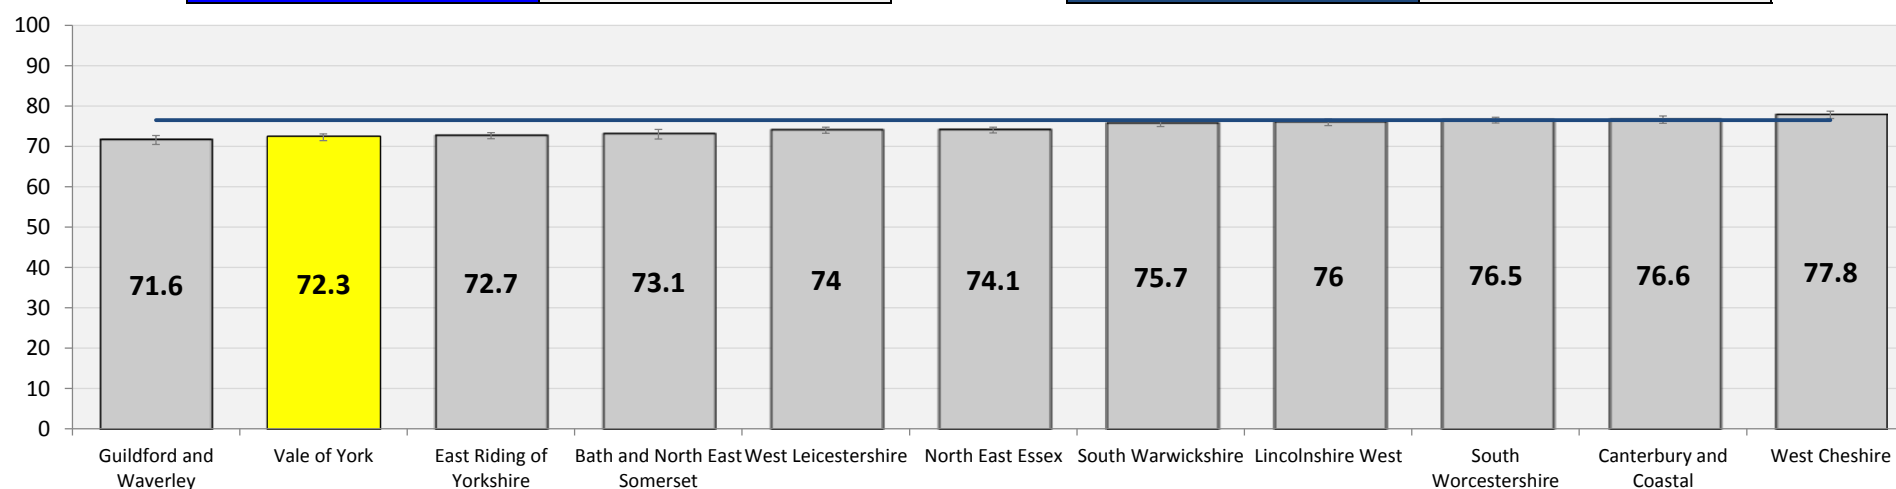 100
90
80
70
60
50
40
30
20
10
0
71.6
72.3
72.7
73.1
74
74.1
75.7
76
76.5
76.6
77.8
Guildford and
Waverley
Vale of York
East Riding of
Yorkshire
Bath and North East
Somerset
West Leicestershire
North East Essex
South Warwickshire
Lincolnshire West
South
Worcestershire
Canterbury and
Coastal
West Cheshire